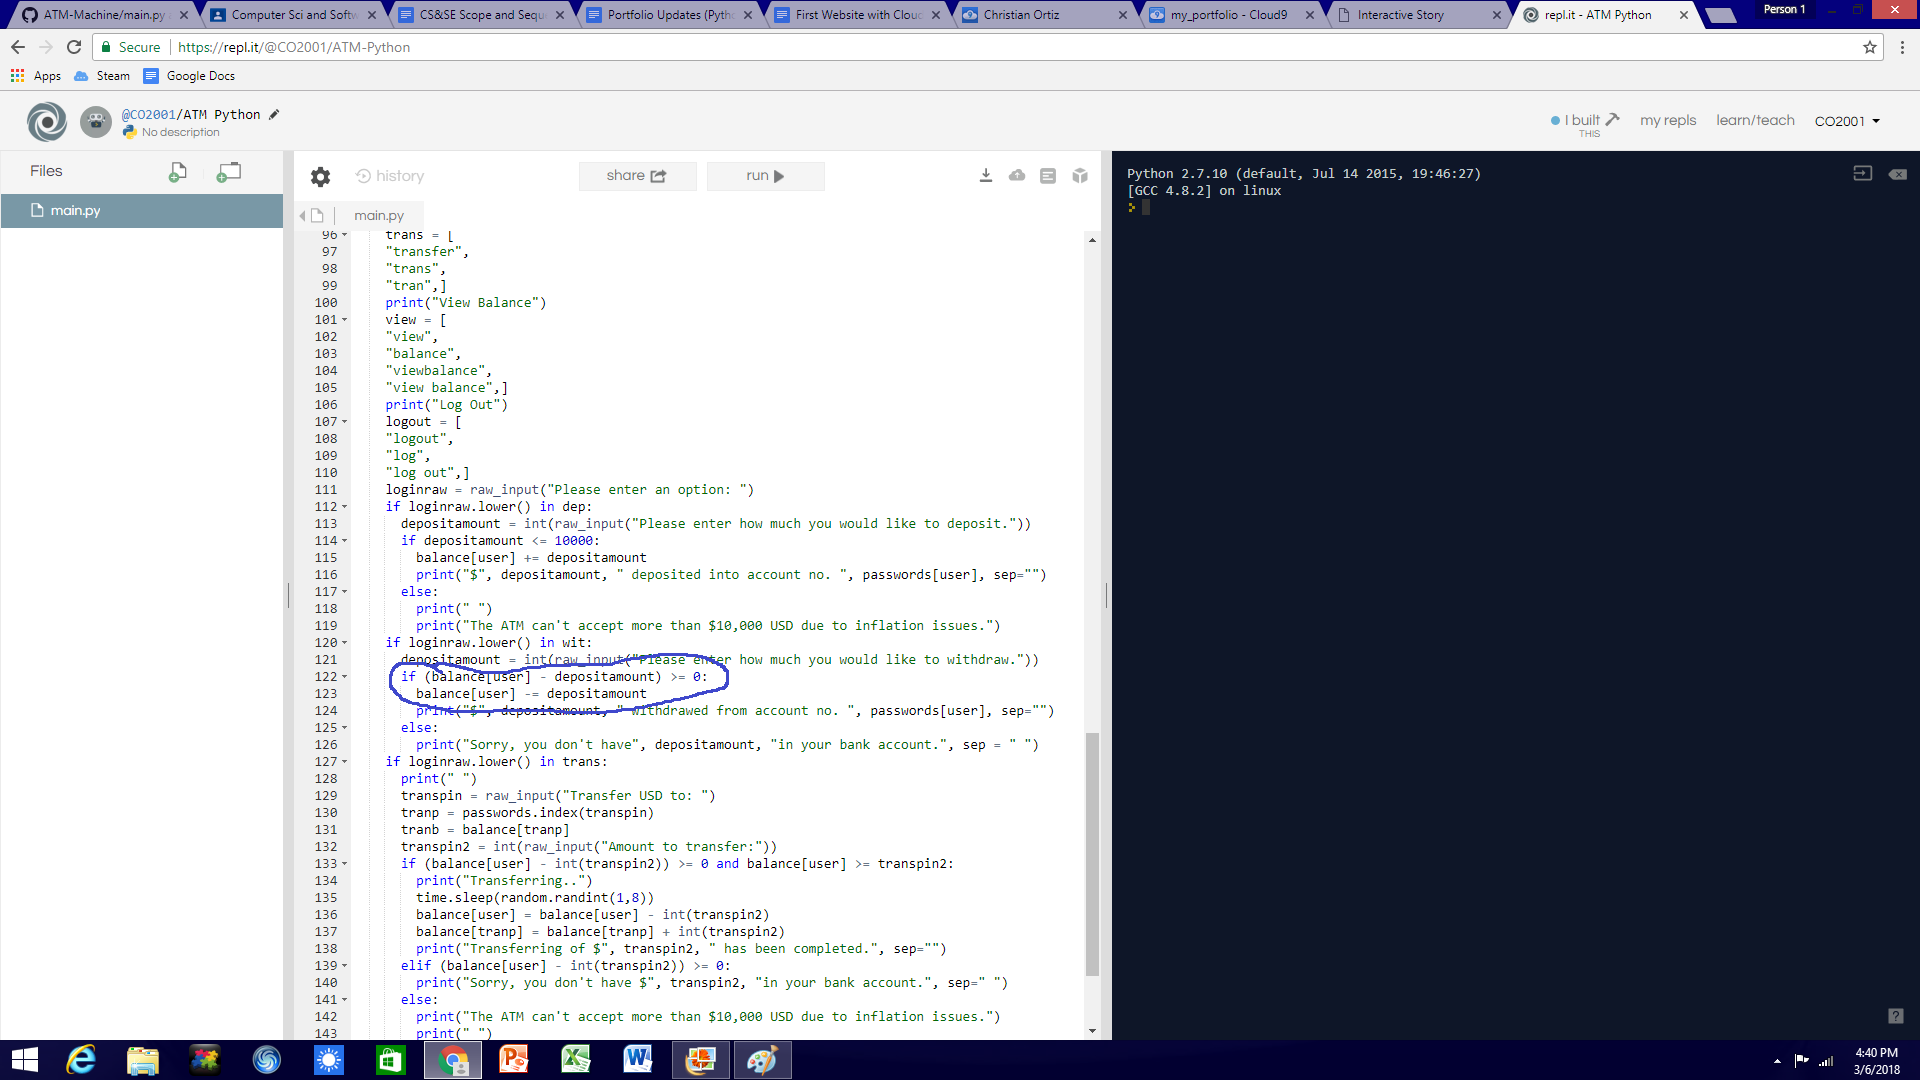 ATM-Machine/main.py
Computer Sci and Softw
CS&SE Scope and Sequ
Portfolio Updates (Pyth
First Website with Cloud
Christian Ortiz
my_portfolio - Cloud9
Interactive Story
repl.it - ATM Python
Person 1
Secure
https://repl.it/@CO2001/ATM-Python
Apps
Steam
Google Docs
@CO2001/ATM Python
No description
I built
THIS
my repls
learn/teach
CO2001
Files
main.py
history
share
run
main.py
96 trans = [
97 "transfer",
98 "trans",
99 "tran",]
100 print("View Balance")
101 view = [
102 "view",
103 "balance",
104 "viewbalance",
105 "view balance",]
106 print("Log Out")
107 logout = [
108 "logout",
109 "log",
110 "log out",]
111 loginraw = raw_input("Please enter an option: ")
112 if loginraw.lower() in dep:
113 depositamount = int(raw_input("Please enter how much you would like to deposit."))
114 if depositamount <= 10000:
115 balance[user] += depositamount
116 print("$", depositamount, " deposited into account no. ", passwords[user], sep="")
117 else:
118 print(" ")
119 print("The ATM can't accept more than $10,000 USD due to inflation issues.")
120 if loginraw.lower() in wit:
121 depositamount = int(raw_input("Please enter how much you would like to withdraw."))
122 if (balance[user] - depositamount) >= 0:
123 balance[user] -= depositamount
124 print("$", depositamount, " withdrawed from account no. ", passwords[user], sep="")
125 else:
126 print("Sorry, you don't have", depositamount, "in your bank account.", sep = " ")
127 if loginraw.lower() in trans:
128 print(" ")
129 transpin = raw_input("Transfer USD to: ")
130 tranp = passwords.index(transpin)
131 tranb = balance[tranp]
132 transpin2 = int(raw_input("Amount to transfer:"))
133 if (balance[user] - int(transpin2)) >= 0 and balance[user] >= transpin2:
134 print("Transferring..")
135 time.sleep(random.randint(1,8))
136 balance[user] = balance[user] - int(transpin2)
137 balance[tranp] = balance[tranp] + int(transpin2)
138 print("Transferring of $", transpin2, " has been completed.", sep="")
139 elif (balance[user] - int(transpin2)) >= 0:
140 print("Sorry, you don't have $", transpin2, "in your bank account.", sep=" ")
141 else:
142 print("The ATM can't accept more than $10,000 USD due to inflation issues.")
143 print(" ")
Python 2.7.10 (default, Jul 14 2015, 19:46:27)
[GCC 4.8.2] on linux
4:40 PM
3/6/2018